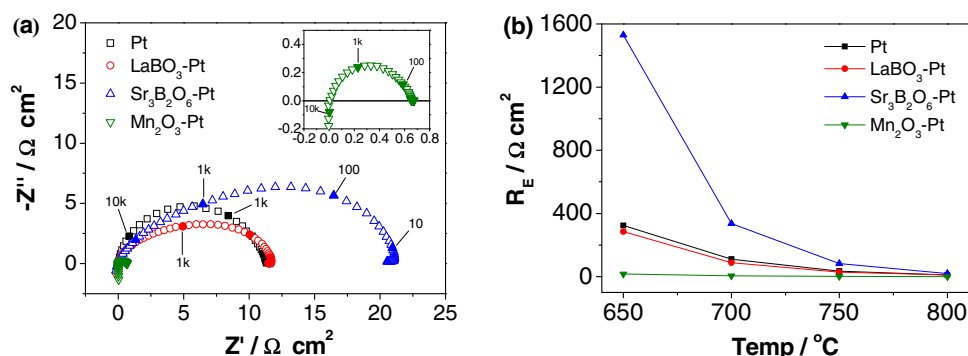 (a)
20
15
10
5
0
0 5 10 15 20 25
-Z'' / Ω cm²
Z' / Ω cm²
Pt
LaBO₃-Pt
Sr₃B₂O₆-Pt
Mn₂O₃-Pt
10k
1k
1k
1k
100
10
0.4
0.2
0.0
-0.2
-0.2 0.0 0.2 0.4 0.6 0.8
1k
100
10k
(b)
1600
1200
800
400
0
650 700 750 800
R_E / Ω cm²
Temp / °C
Pt
LaBO₃-Pt
Sr₃B₂O₆-Pt
Mn₂O₃-Pt